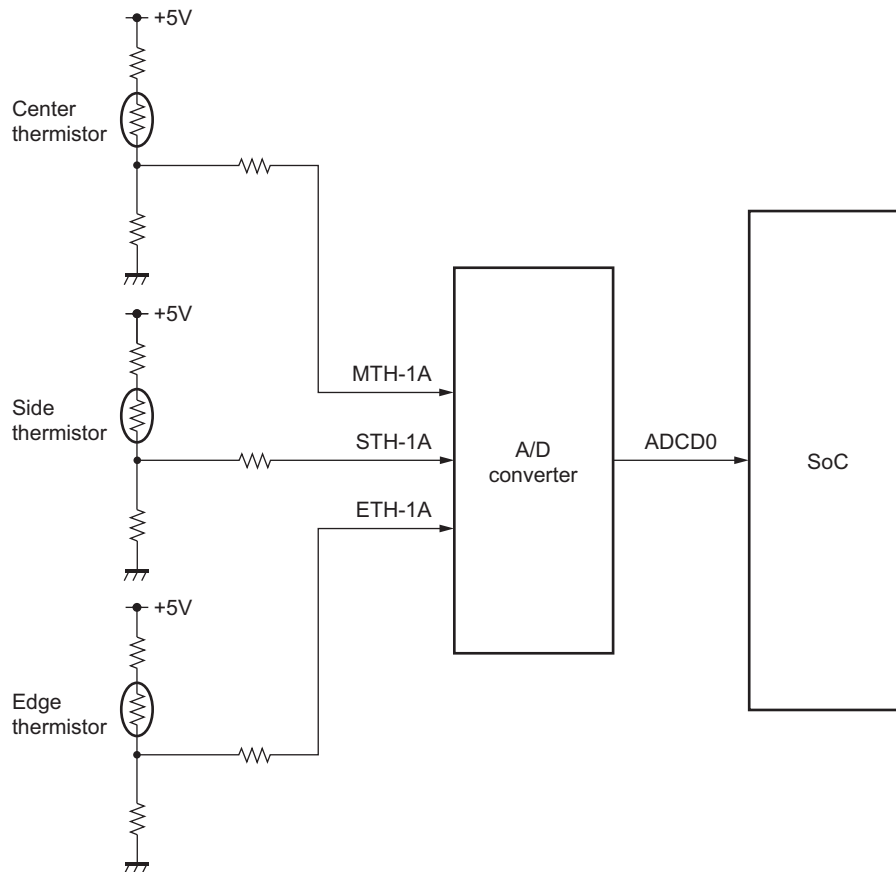 +5V
Center
thermistor
+5V
MTH-1A
Side
thermistor
STH-1A
A/D
converter
ADCD0
SoC
ETH-1A
+5V
Edge
thermistor